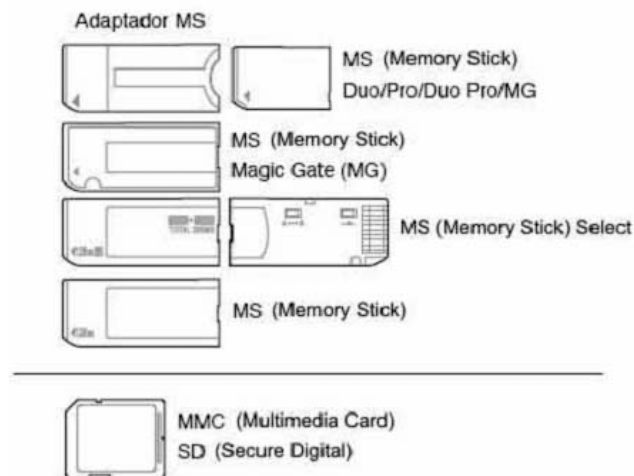 Adaptador MS
MS (Memory Stick)
Duo/Pro/Duo Pro/MG
MS (Memory Stick)
Magic Gate (MG)
MS (Memory Stick) Select
MS (Memory Stick)
MMC (Multimedia Card)
SD (Secure Digital)